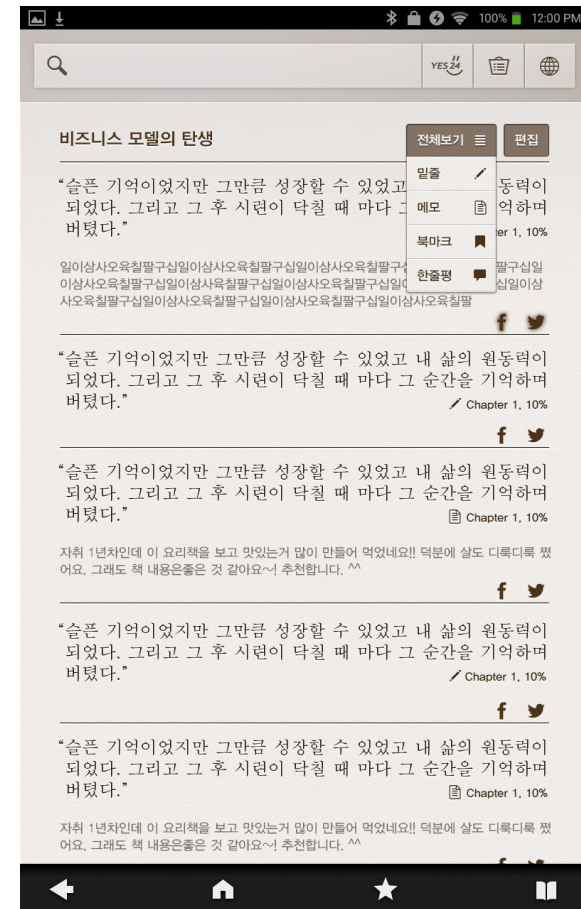 100% 12:00 PM
YES24
비즈니스 모델의 탄생
전체보기
편집
밑줄
메모
북마크
한줄평
“슬픈 기억이었지만 그만큼 성장할 수 있었고 동력이
되었다. 그리고 그 후 시련이 닥칠 때 마다 억하며
버텼다.”
er 1, 10%
일이삼사오육칠팔구십일이삼사오육칠팔구십일이삼사오육칠팔구 팔구십일
이삼사오육칠팔구십일이삼사오육칠팔구십일이삼사오육칠팔구십일 십일이삼
사오육칠팔구십일이삼사오육칠팔구십일이삼사오육칠팔구십일이삼사오육칠팔
“슬픈 기억이었지만 그만큼 성장할 수 있었고 내 삶의 원동력이
되었다. 그리고 그 후 시련이 닥칠 때 마다 그 순간을 기억하며
버텼다.”
Chapter 1, 10%
“슬픈 기억이었지만 그만큼 성장할 수 있었고 내 삶의 원동력이
되었다. 그리고 그 후 시련이 닥칠 때 마다 그 순간을 기억하며
버텼다.”
Chapter 1, 10%
자취 1년차인데 이 요리책을 보고 맛있는거 많이 만들어 먹었네요!! 덕분에 살도 디룩디룩 쪘
어요. 그래도 책 내용은좋은 것 같아요~! 추천합니다. ^^
“슬픈 기억이었지만 그만큼 성장할 수 있었고 내 삶의 원동력이
되었다. 그리고 그 후 시련이 닥칠 때 마다 그 순간을 기억하며
버텼다.”
Chapter 1, 10%
“슬픈 기억이었지만 그만큼 성장할 수 있었고 내 삶의 원동력이
되었다. 그리고 그 후 시련이 닥칠 때 마다 그 순간을 기억하며
버텼다.”
Chapter 1, 10%
자취 1년차인데 이 요리책을 보고 맛있는거 많이 만들어 먹었네요!! 덕분에 살도 디룩디룩 쪘
어요. 그래도 책 내용은좋은 것 같아요~! 추천합니다. ^^